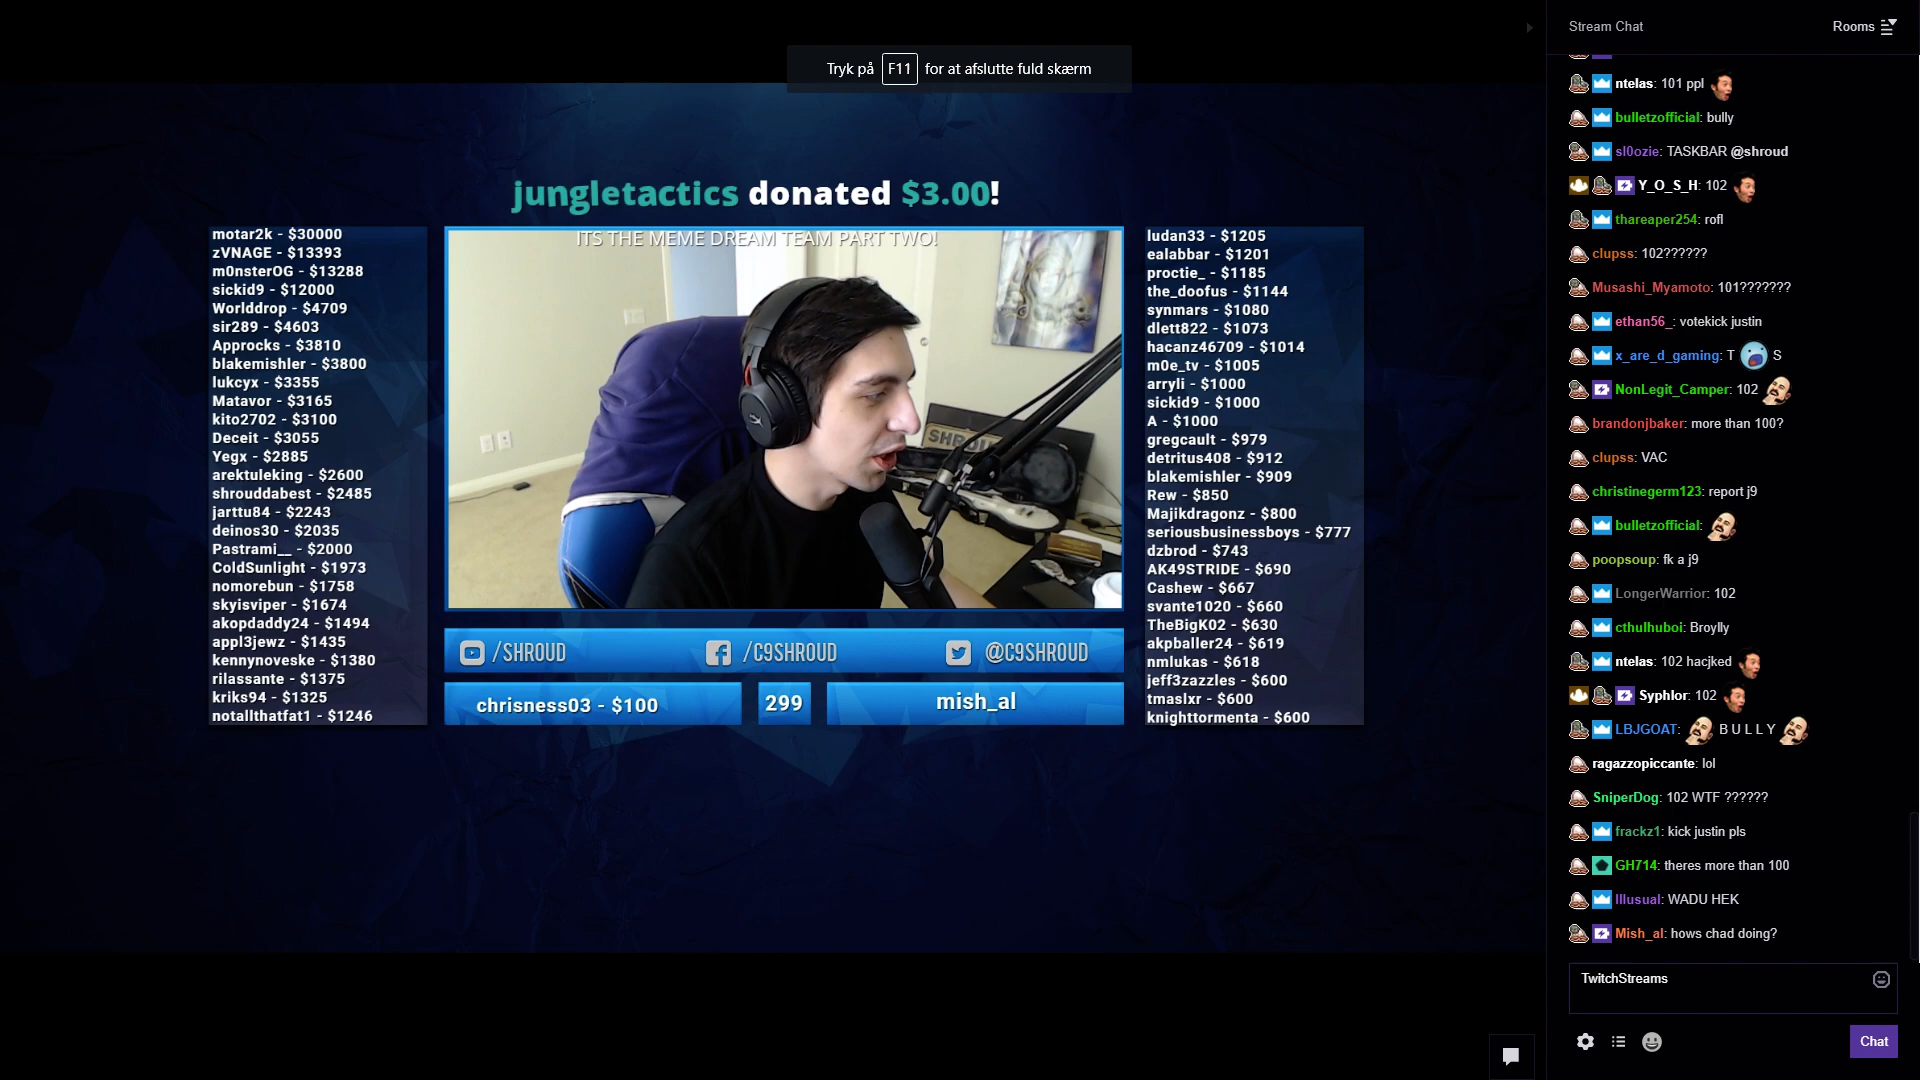 Stream Chat
Rooms
Tryk på F11 for at afslutte fuld skærm
jungletactics donated $3.00!
ITS THE MEME DREAM TEAM PART TWO!
motar2k - $30000
zVNAGE - $13393
m0nsterOG - $13288
sickid9 - $12000
Worlddrop - $4709
sir289 - $4603
Approcks - $3810
blakemishler - $3800
lukcyx - $3355
Matavor - $3165
kito2702 - $3100
Deceit - $3055
Yegx - $2885
arektuleking - $2600
shrouddabest - $2485
jarttu84 - $2243
deinos30 - $2035
Pastrami__ - $2000
ColdSunlight - $1973
nomorebun - $1758
skyisviper - $1674
akopdaddy24 - $1494
appl3jewz - $1435
kennynoveske - $1380
rilassante - $1375
kriks94 - $1325
notallthatfat1 - $1246
SHROUD
ludan33 - $1205
ealabbar - $1201
proctie_ - $1185
the_doofus - $1144
synmars - $1080
dlett822 - $1073
hacanz46709 - $1014
m0e_tv - $1005
arryli - $1000
sickid9 - $1000
A - $1000
gregcault - $979
detritus408 - $912
blakemishler - $909
Rew - $850
Majikdragonz - $800
seriousbusinessboys - $777
dzbrod - $743
AK49STRIDE - $690
Cashew - $667
svante1020 - $660
TheBigK02 - $630
akpballer24 - $619
nmlukas - $618
jeff3zazzles - $600
tmaslxr - $600
knighttormenta - $600
/SHROUD
/C9SHROUD
@C9SHROUD
chrisness03 - $100
299
mish_al
ntelas: 101 ppl
bulletzofficial: bully
sl0ozie: TASKBAR @shroud
Y_O_S_H: 102
thareaper254: rofl
clupss: 102??????
Musashi_Myamoto: 101???????
ethan56_: votekick justin
x_are_d_gaming: T S
NonLegit_Camper: 102
brandonjbaker: more than 100?
clupss: VAC
christinegerm123: report j9
bulletzofficial:
poopsoup: fk a j9
LongerWarrior: 102
cthulhuboi: Broylly
ntelas: 102 hacjked
Syphlor: 102
LBJGOAT: B U L L Y
ragazzopiccante: lol
SniperDog: 102 WTF ??????
frackz1: kick justin pls
GH714: theres more than 100
Illusual: WADU HEK
Mish_al: hows chad doing?
TwitchStreams
Chat